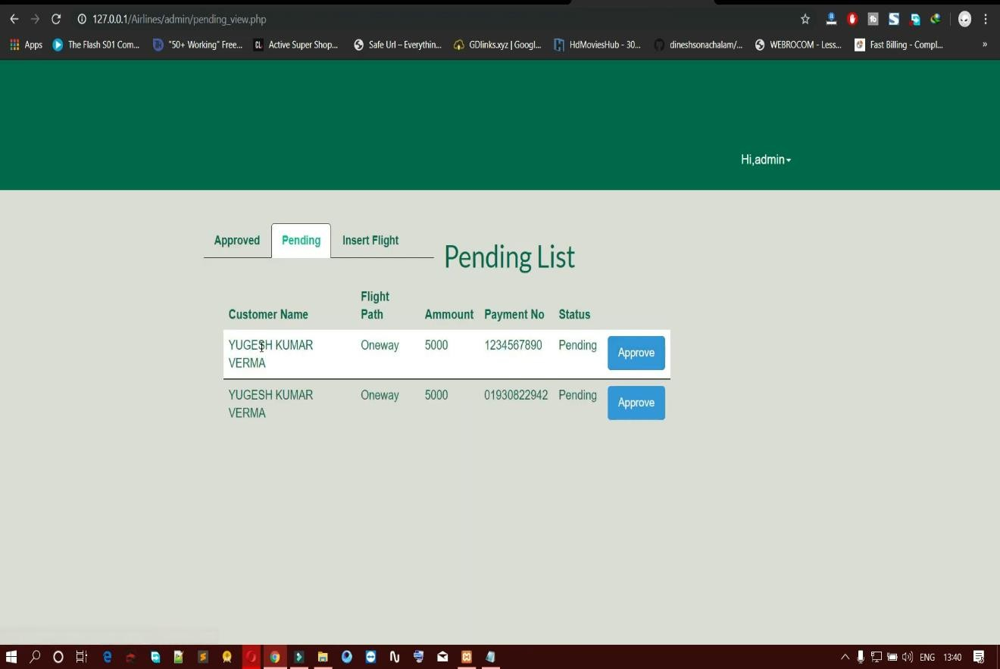 127.0.0.1/Airlines/admin/pending_view.php
Apps The Flash S01 Com... "50+ Working" Free... CL Active Super Shop... Safe Url – Everythin... GDlinks.xyz | Googl... HdMoviesHub - 30... dineshsonachalam/... WEBROCOM - Less... Fast Billing - Compl... »
Hi,admin
Approved Pending Insert Flight
Pending List
Customer Name Flight Path Ammount Payment No Status
YUGESH KUMAR VERMA Oneway 5000 1234567890 Pending Approve
YUGESH KUMAR VERMA Oneway 5000 01930822942 Pending Approve
ENG 13:40